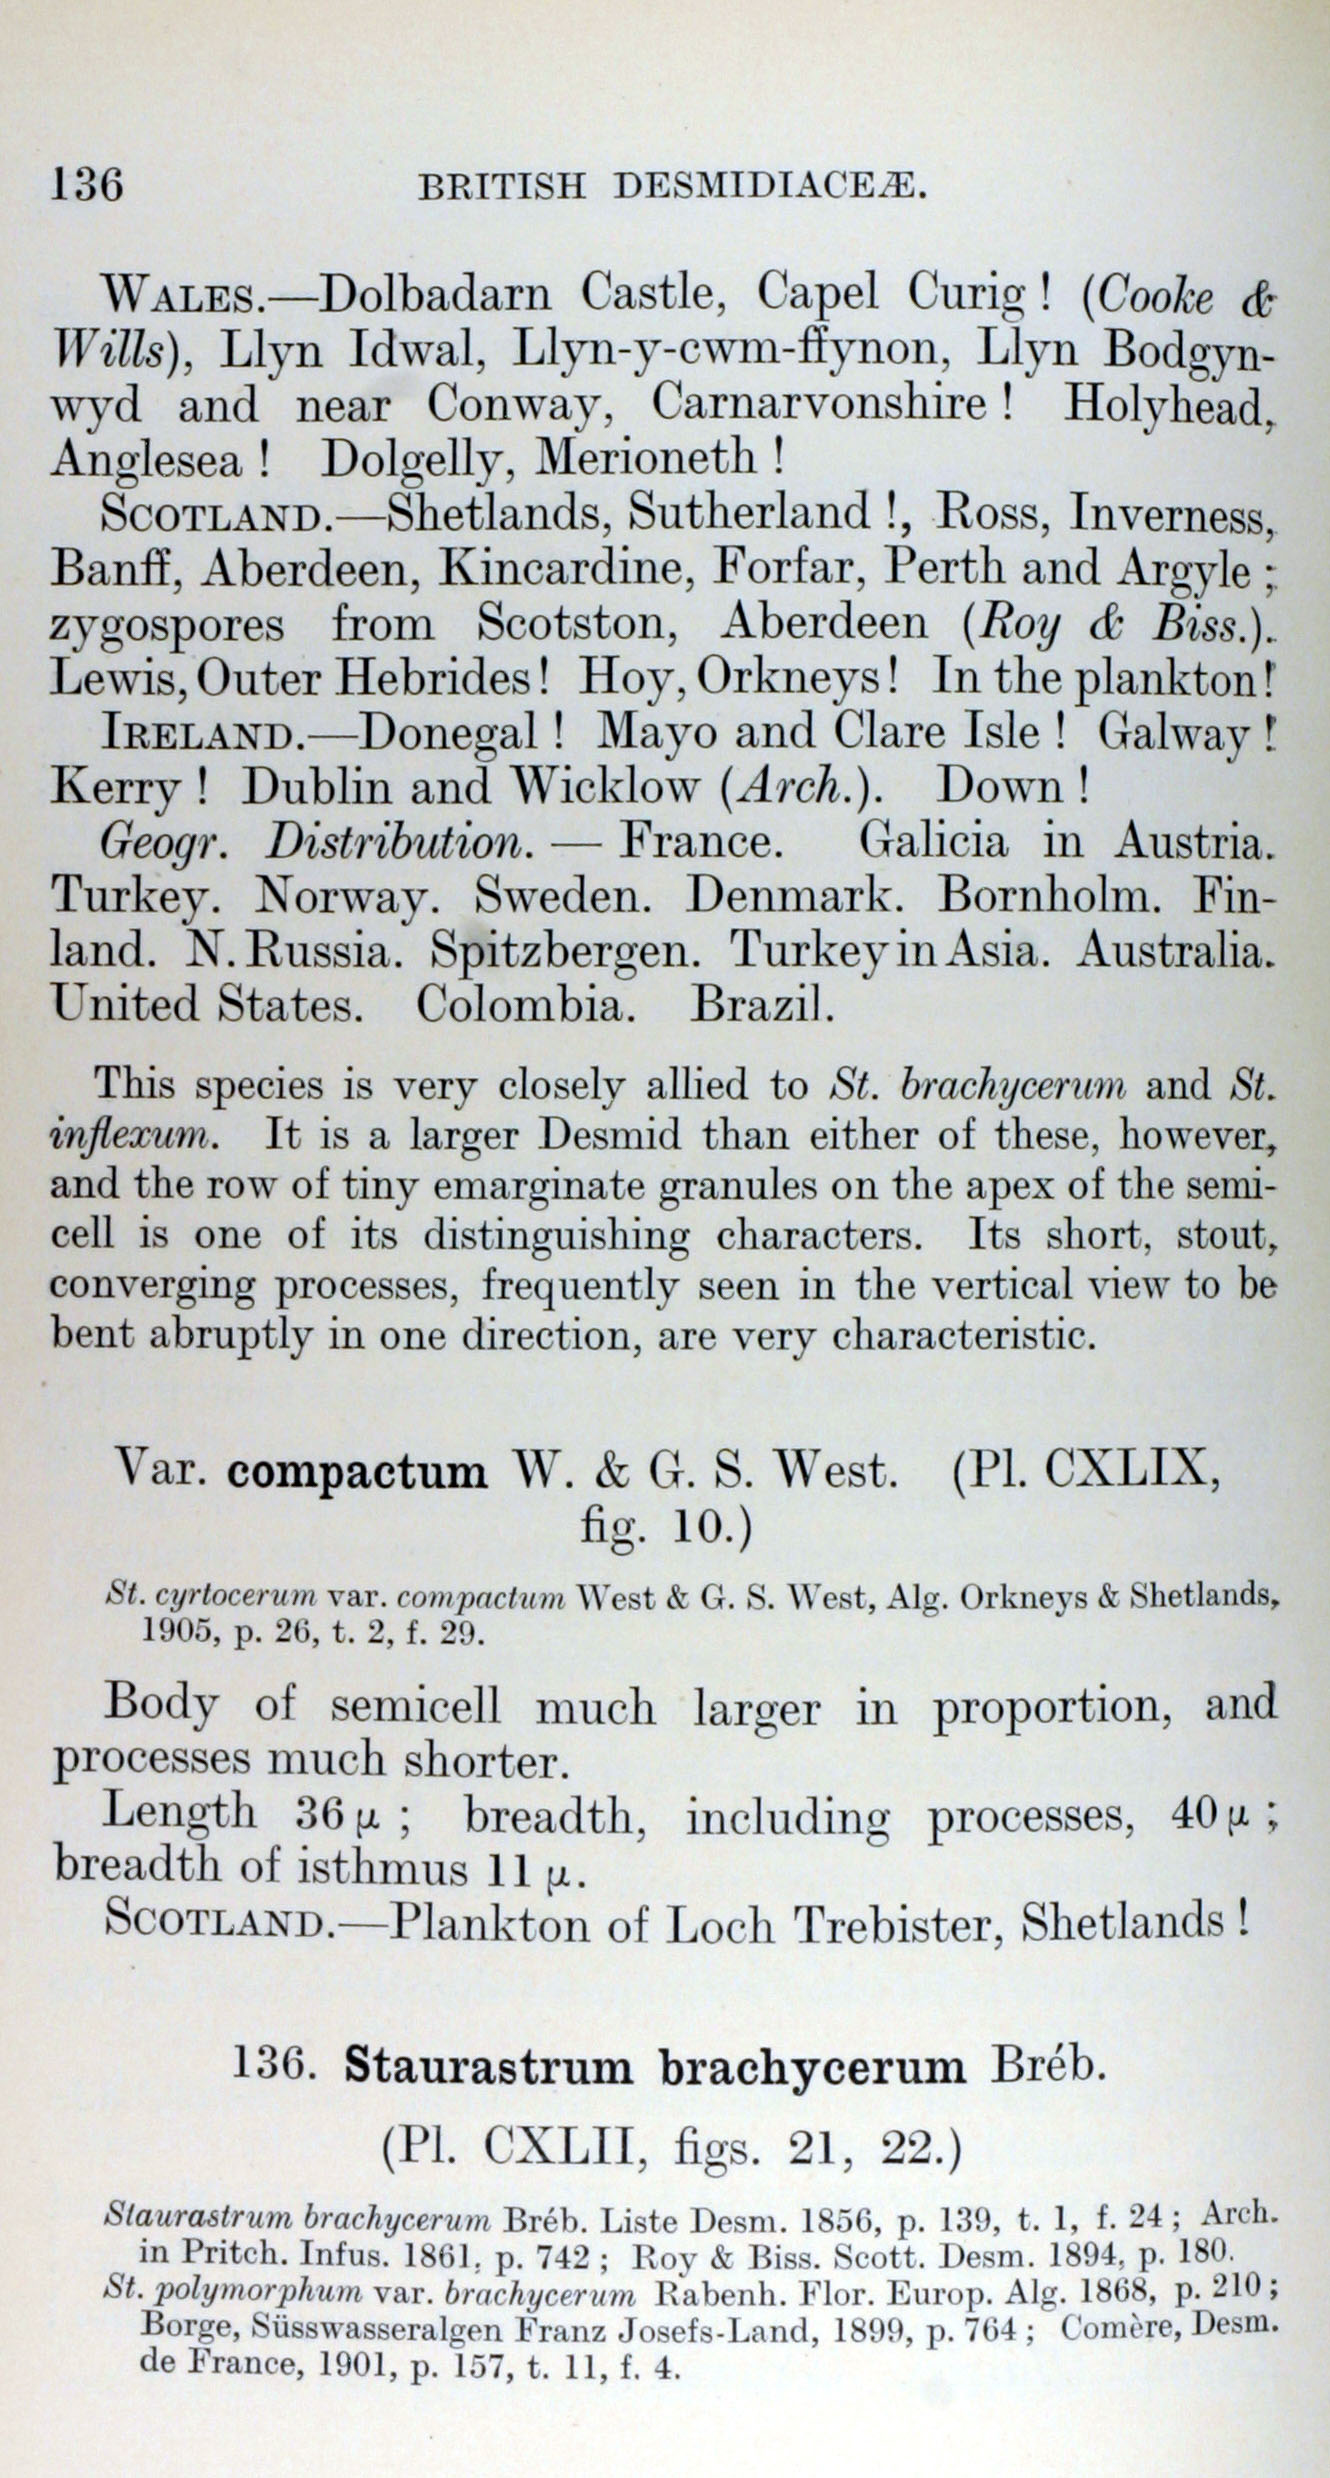 136 BRITISH DESMIDIACEÆ.
WALES.—Dolbadarn Castle, Capel Curig ! (Cooke &
Wills), Llyn Idwal, Llyn-y-cwm-ffynon, Llyn Bodgyn-
wyd and near Conway, Carnarvonshire ! Holyhead,
Anglesea ! Dolgelly, Merioneth !
SCOTLAND.—Shetlands, Sutherland !, Ross, Inverness,
Banff, Aberdeen, Kincardine, Forfar, Perth and Argyle ;
zygospores from Scotston, Aberdeen (Roy & Biss.).
Lewis, Outer Hebrides ! Hoy, Orkneys ! In the plankton !
IRELAND.—Donegal ! Mayo and Clare Isle ! Galway !
Kerry ! Dublin and Wicklow (Arch.). Down !
Geogr. Distribution. — France. Galicia in Austria.
Turkey. Norway. Sweden. Denmark. Bornholm. Fin-
land. N. Russia. Spitzbergen. Turkey in Asia. Australia.
United States. Colombia. Brazil.
This species is very closely allied to St. brachycerum and St.
inflexum. It is a larger Desmid than either of these, however,
and the row of tiny emarginate granules on the apex of the semi-
cell is one of its distinguishing characters. Its short, stout,
converging processes, frequently seen in the vertical view to be
bent abruptly in one direction, are very characteristic.
Var. compactum W. & G. S. West. (Pl. CXLIX,
fig. 10.)
St. cyrtocerum var. compactum West & G. S. West, Alg. Orkneys & Shetlands,
1905, p. 26, t. 2, f. 29.
Body of semicell much larger in proportion, and
processes much shorter.
Length 36 μ ; breadth, including processes, 40 μ ;
breadth of isthmus 11 μ.
SCOTLAND.—Plankton of Loch Trebister, Shetlands !
136. Staurastrum brachycerum Bréb.
(Pl. CXLII, figs. 21, 22.)
Staurastrum brachycerum Bréb. Liste Desm. 1856, p. 139, t. 1, f. 24 ; Arch.
in Pritch. Infus. 1861, p. 742 ; Roy & Biss. Scott. Desm. 1894, p. 180.
St. polymorphum var. brachycerum Rabenh. Flor. Europ. Alg. 1868, p. 210 ;
Borge, Süsswasseralgen Franz Josefs-Land, 1899, p. 764 ; Comère, Desm.
de France, 1901, p. 157, t. 11, f. 4.